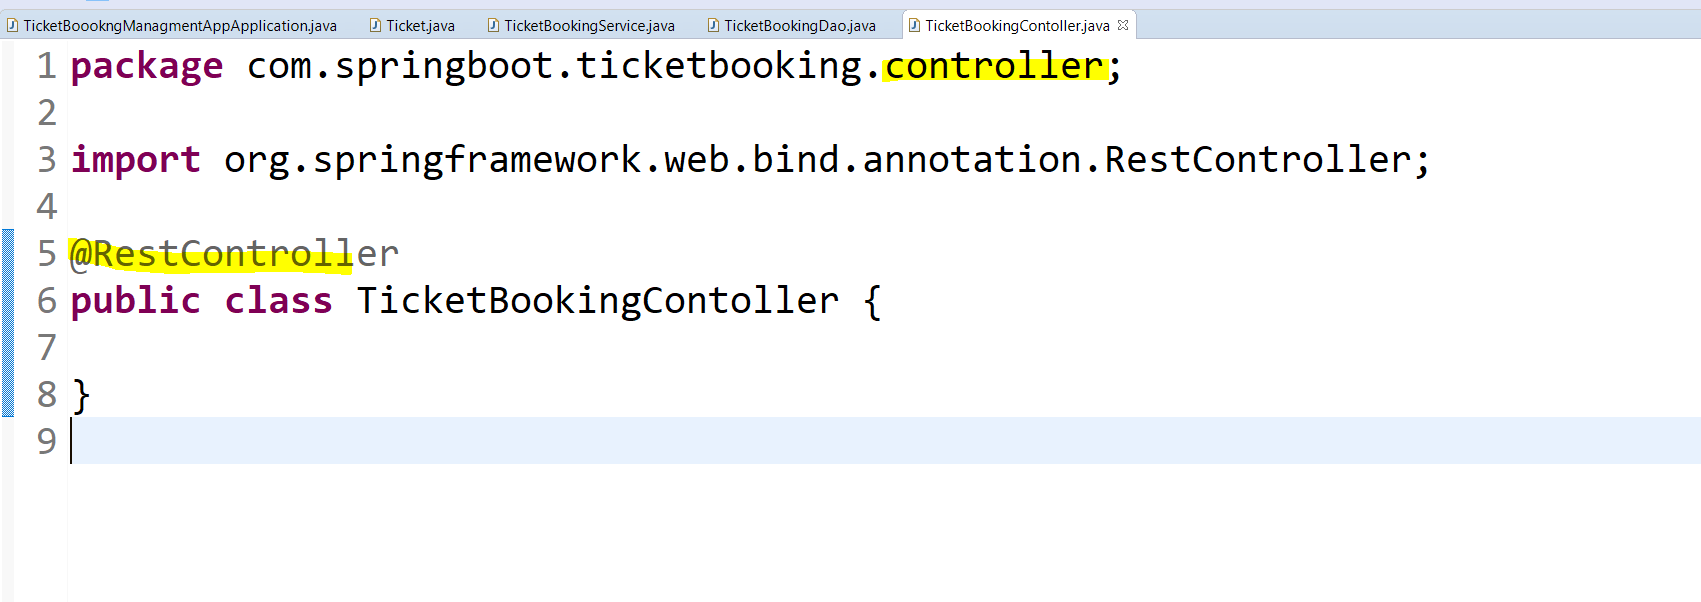 TicketBoookngManagmentAppApplication.java Ticket.java TicketBookingService.java TicketBookingDao.java TicketBookingContoller.java
1 package com.springboot.ticketbooking.controller;
2
3 import org.springframework.web.bind.annotation.RestController;
4
5 @RestController
6 public class TicketBookingContoller {
7
8 }
9